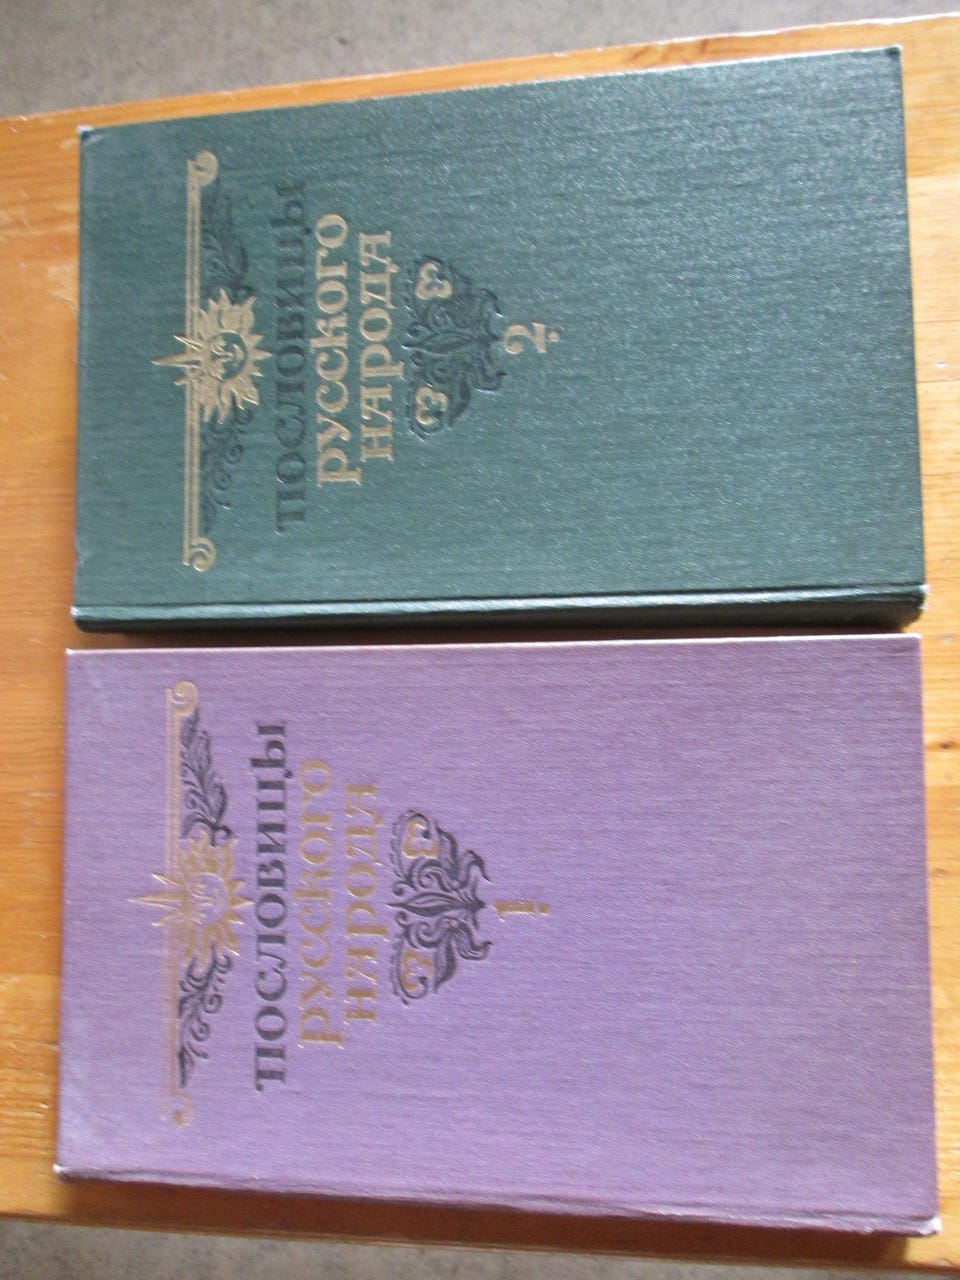 ПОСЛОВИЦЫ
РУССКОГО
НАРОДА
2.
ПОСЛОВИЦЫ
РУССКОГО
НАРОДА
1.